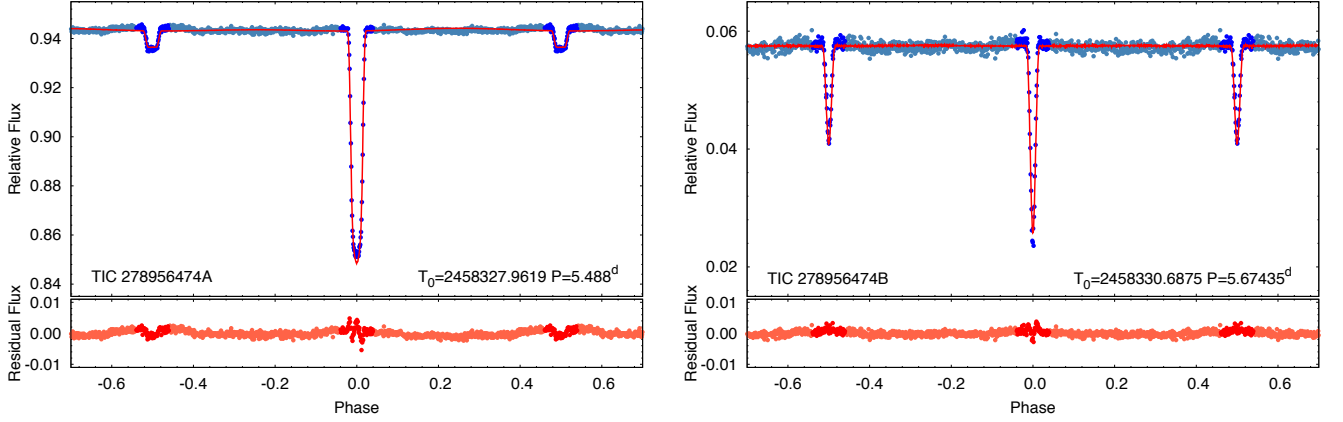 Relative Flux
0.94
0.92
0.90
0.88
0.86
0.84
TIC 278956474A
T0=2458327.9619 P=5.488d
Residual Flux
0.01
0.00
-0.01
-0.6 -0.4 -0.2 0.0 0.2 0.4 0.6
Phase
Relative Flux
0.06
0.04
0.02
TIC 278956474B
T0=2458330.6875 P=5.67435d
Residual Flux
0.01
0.00
-0.01
-0.6 -0.4 -0.2 0.0 0.2 0.4 0.6
Phase